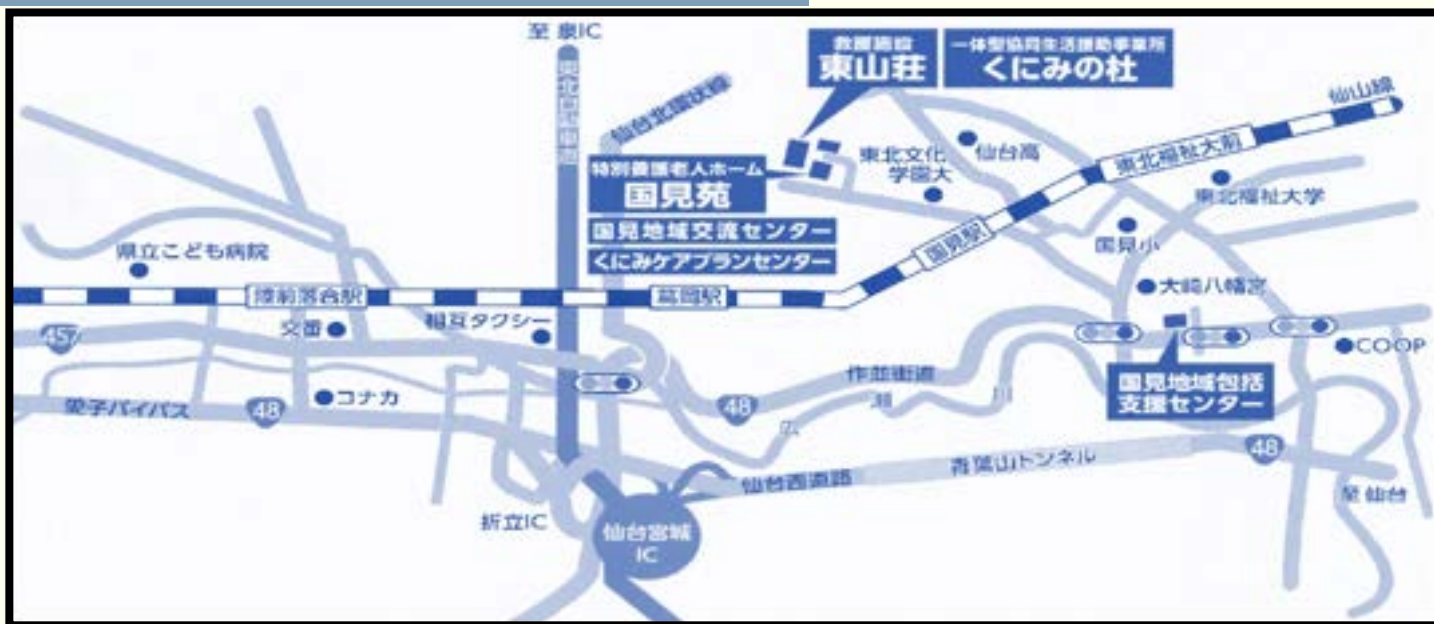 至 泉IC
東北自動車道
仙台北環状線
救護施設
東山荘
一体型協同生活援助事業所
くにみの杜
仙山線
東北福祉大前
東北文化
学園大
仙台高
東北福祉大学
特別養護老人ホーム
国見苑
国見地域交流センター
くにみケアプランセンター
国見駅
国見小
県立こども病院
大崎八幡宮
陸前落合駅
葛岡駅
交番
相互タクシー
457
COOP
作並街道
国見地域包括
支援センター
コナカ
愛子バイパス
48
48
広
瀬
川
48
青葉山トンネル
仙台西道路
至 仙台
折立IC
仙台宮城
IC